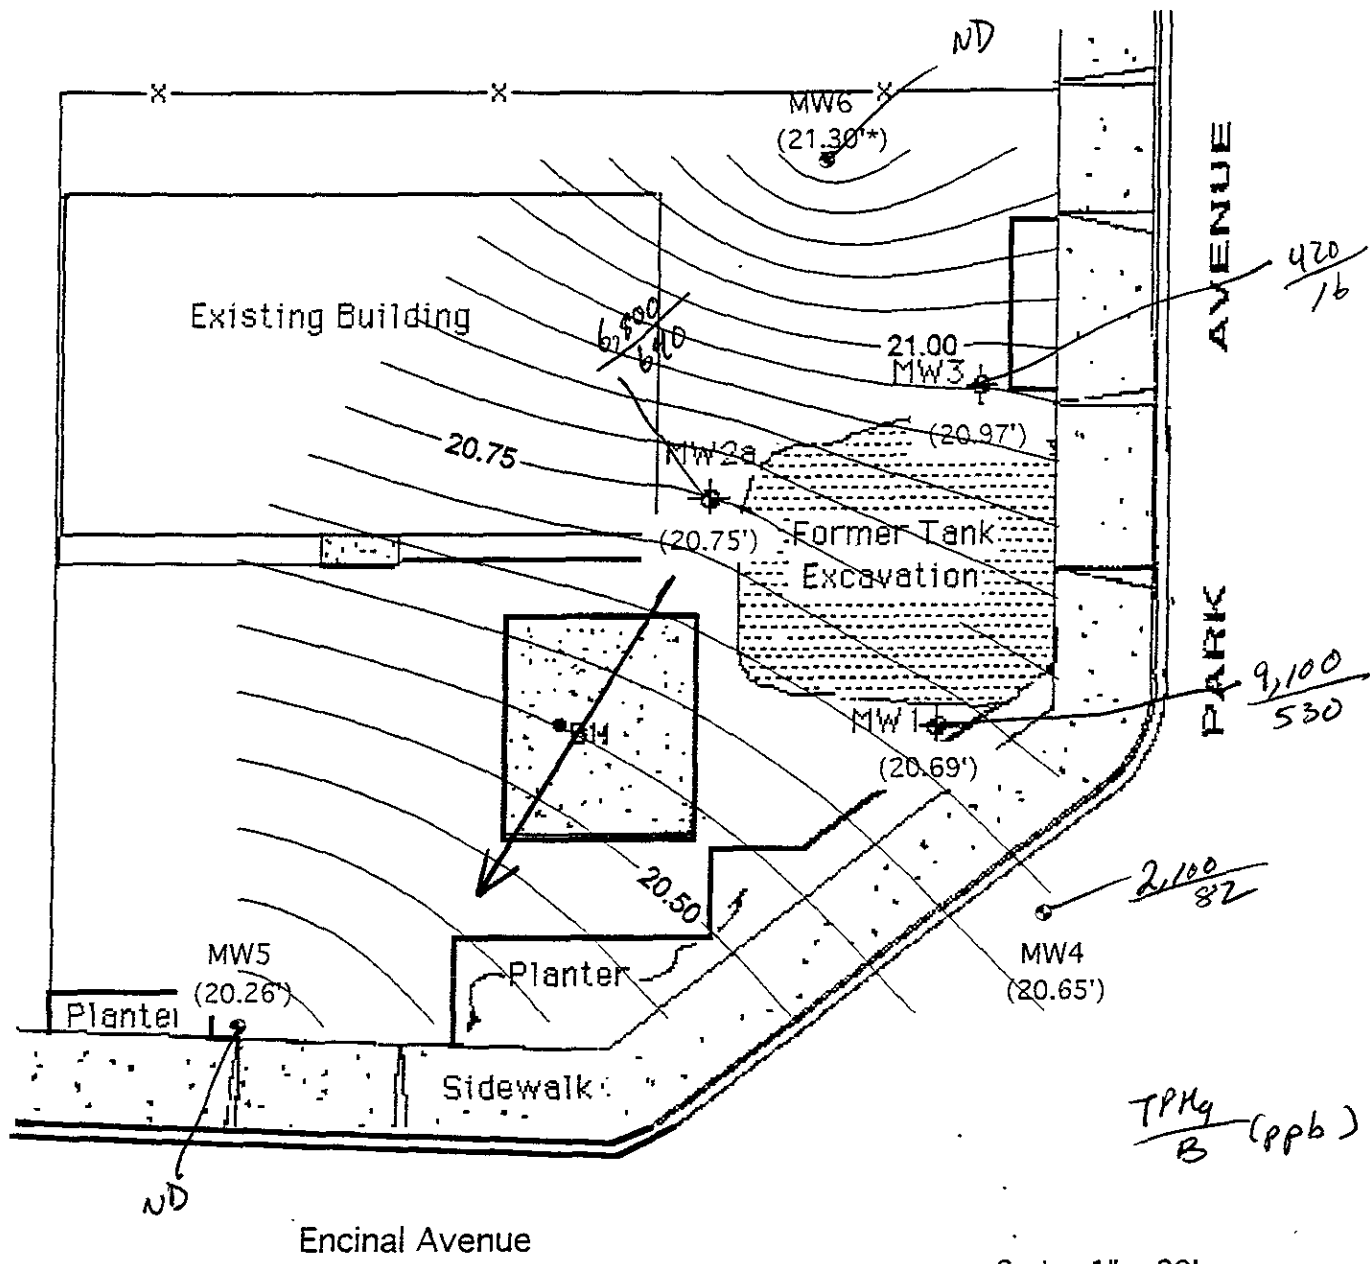 ND
MW6
(21.30'*)
AVENUE
420
16
Existing Building
6,800
640
21.00
MW3
(20.97')
20.75
MW2a
(20.75')
Former Tank
Excavation
PARK
9,100
530
MW1
(20.69')
BH
20.50
2,100
82
MW4
(20.65')
MW5
(20.26')
Planter
Planter
Sidewalk
TPHg
B
(ppb)
ND
Encinal Avenue